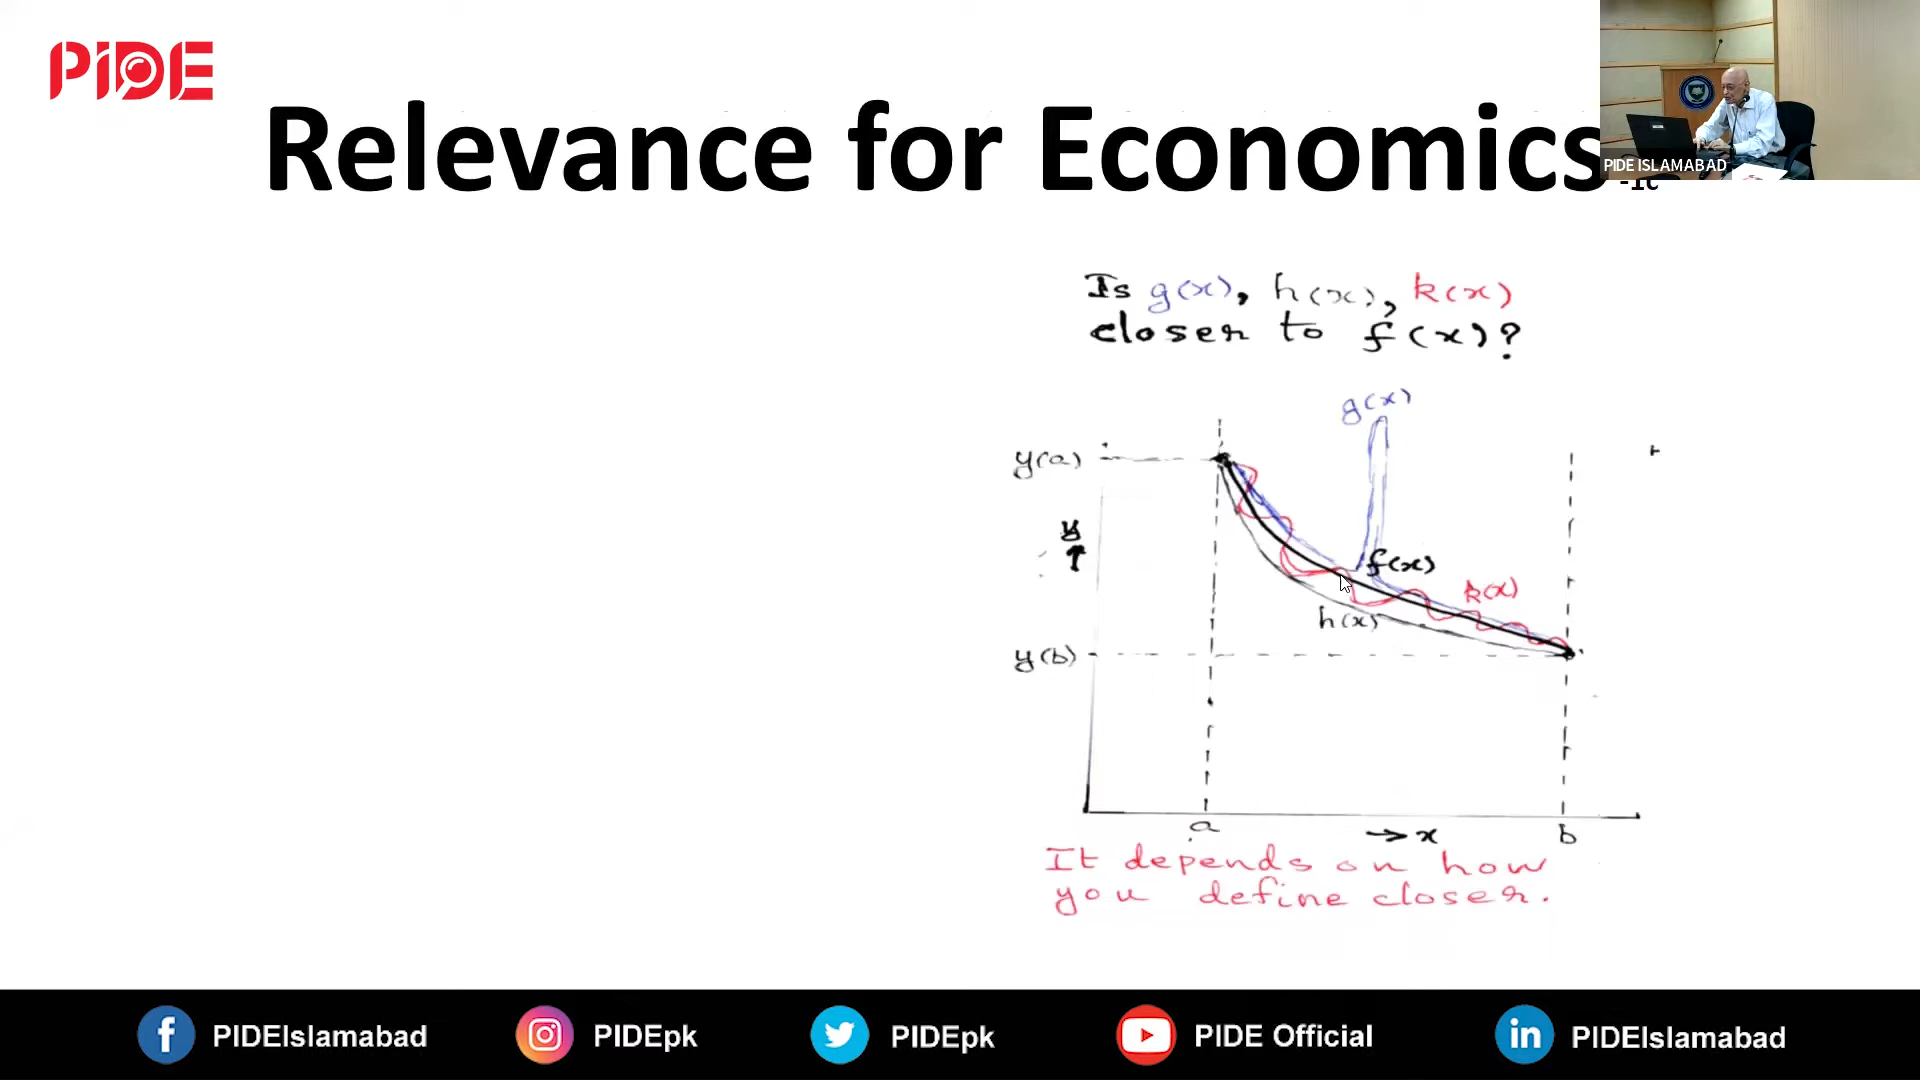 PIDE
Relevance for Economics
PIDE ISLAMABAD
Is g(x), h(x), k(x)
closer to f(x)?
g(x)
y(a)
y
f(x)
k(x)
h(x)
y(b)
a
→ x
b
It depends on how
you define closer.
PIDEIslamabad
PIDEpk
PIDEpk
PIDE Official
PIDEIslamabad